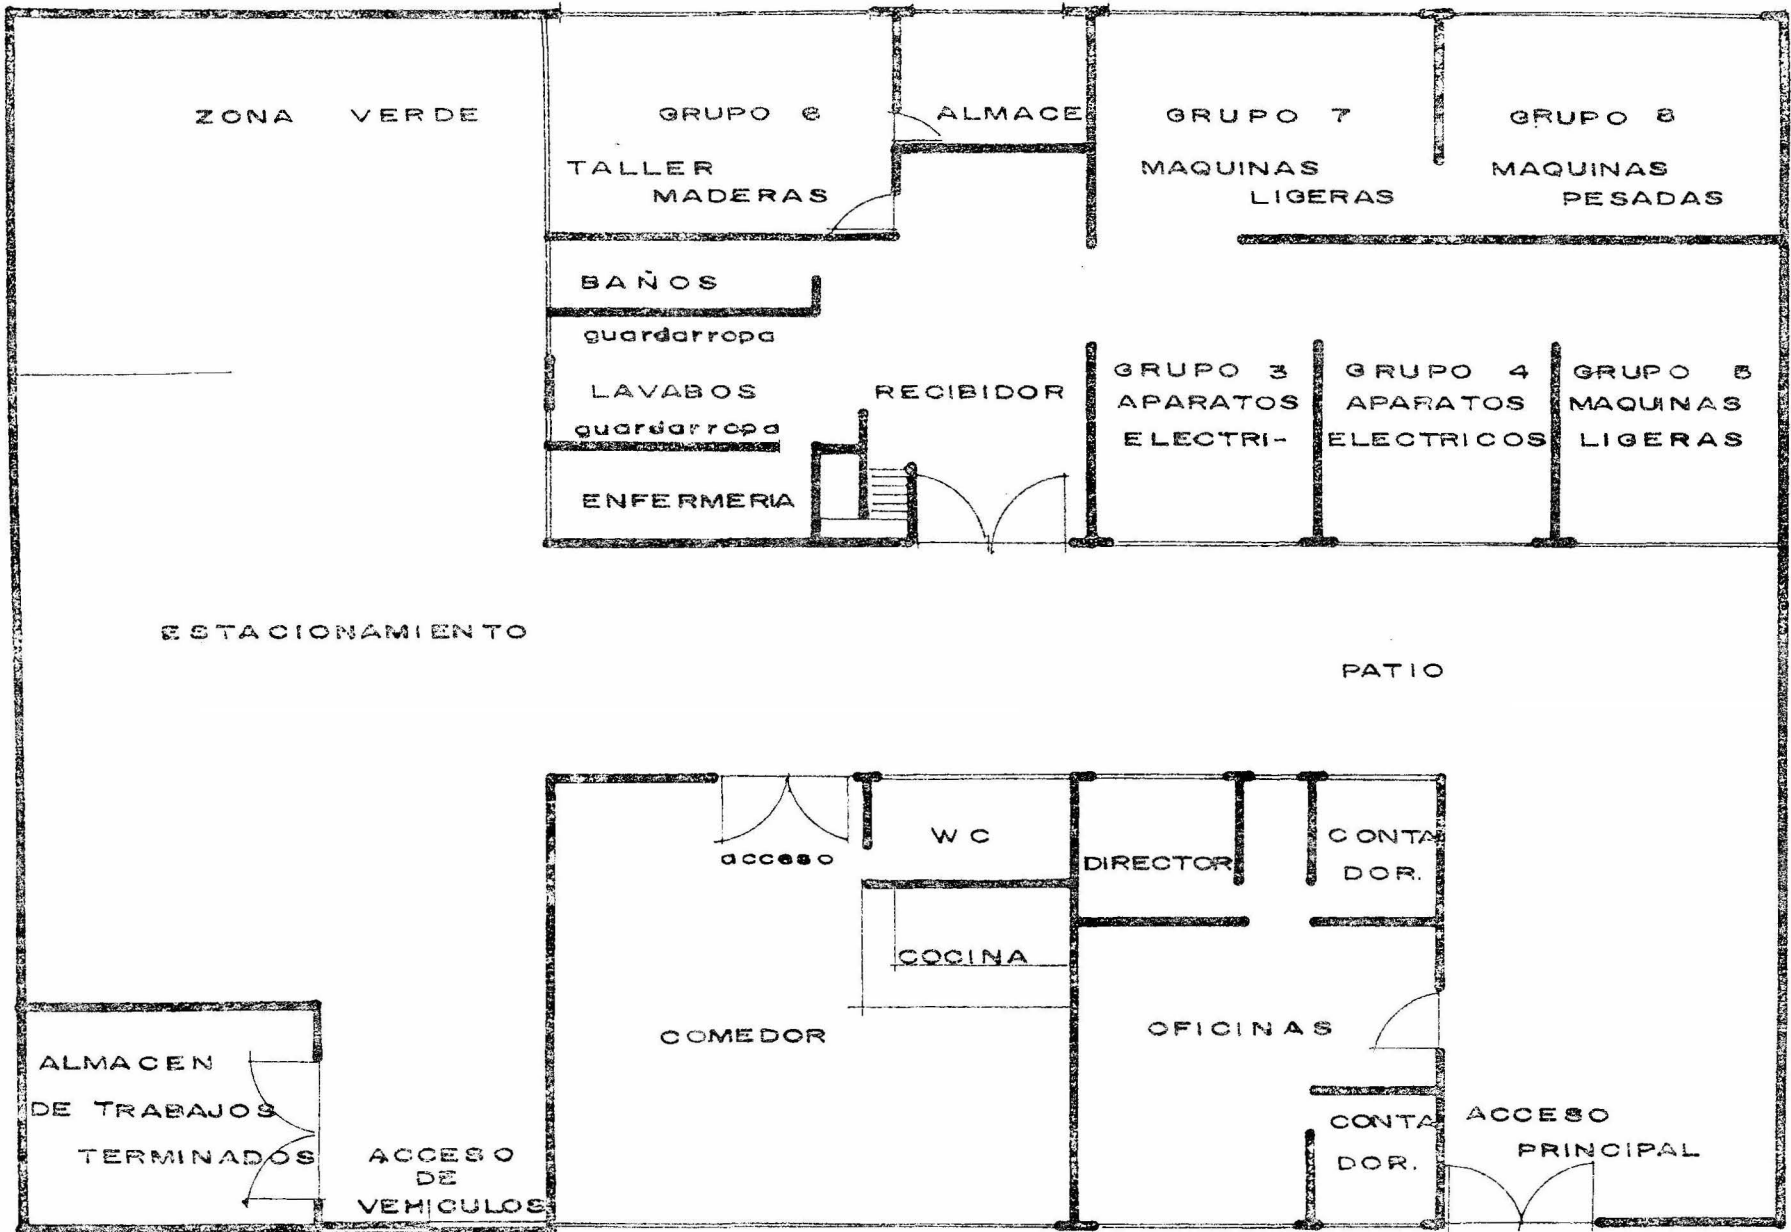 ZONA VERDE
GRUPO 6
TALLER
MADERAS
ALMACE
GRUPO 7
MAQUINAS
LIGERAS
GRUPO 8
MAQUINAS
PESADAS
BAÑOS
guardarropa
LAVABOS
guardarropa
ENFERMERIA
RECIBIDOR
GRUPO 3
APARATOS
ELECTRI-
GRUPO 4
APARATOS
ELECTRICOS
GRUPO 5
MAQUINAS
LIGERAS
ESTACIONAMIENTO
PATIO
acceso
WC
DIRECTOR
CONTA
DOR.
COCINA
COMEDOR
OFICINAS
ALMACEN
DE TRABAJOS
TERMINADOS
ACCESO
DE
VEHICULOS
CONTA
DOR.
ACCESO
PRINCIPAL